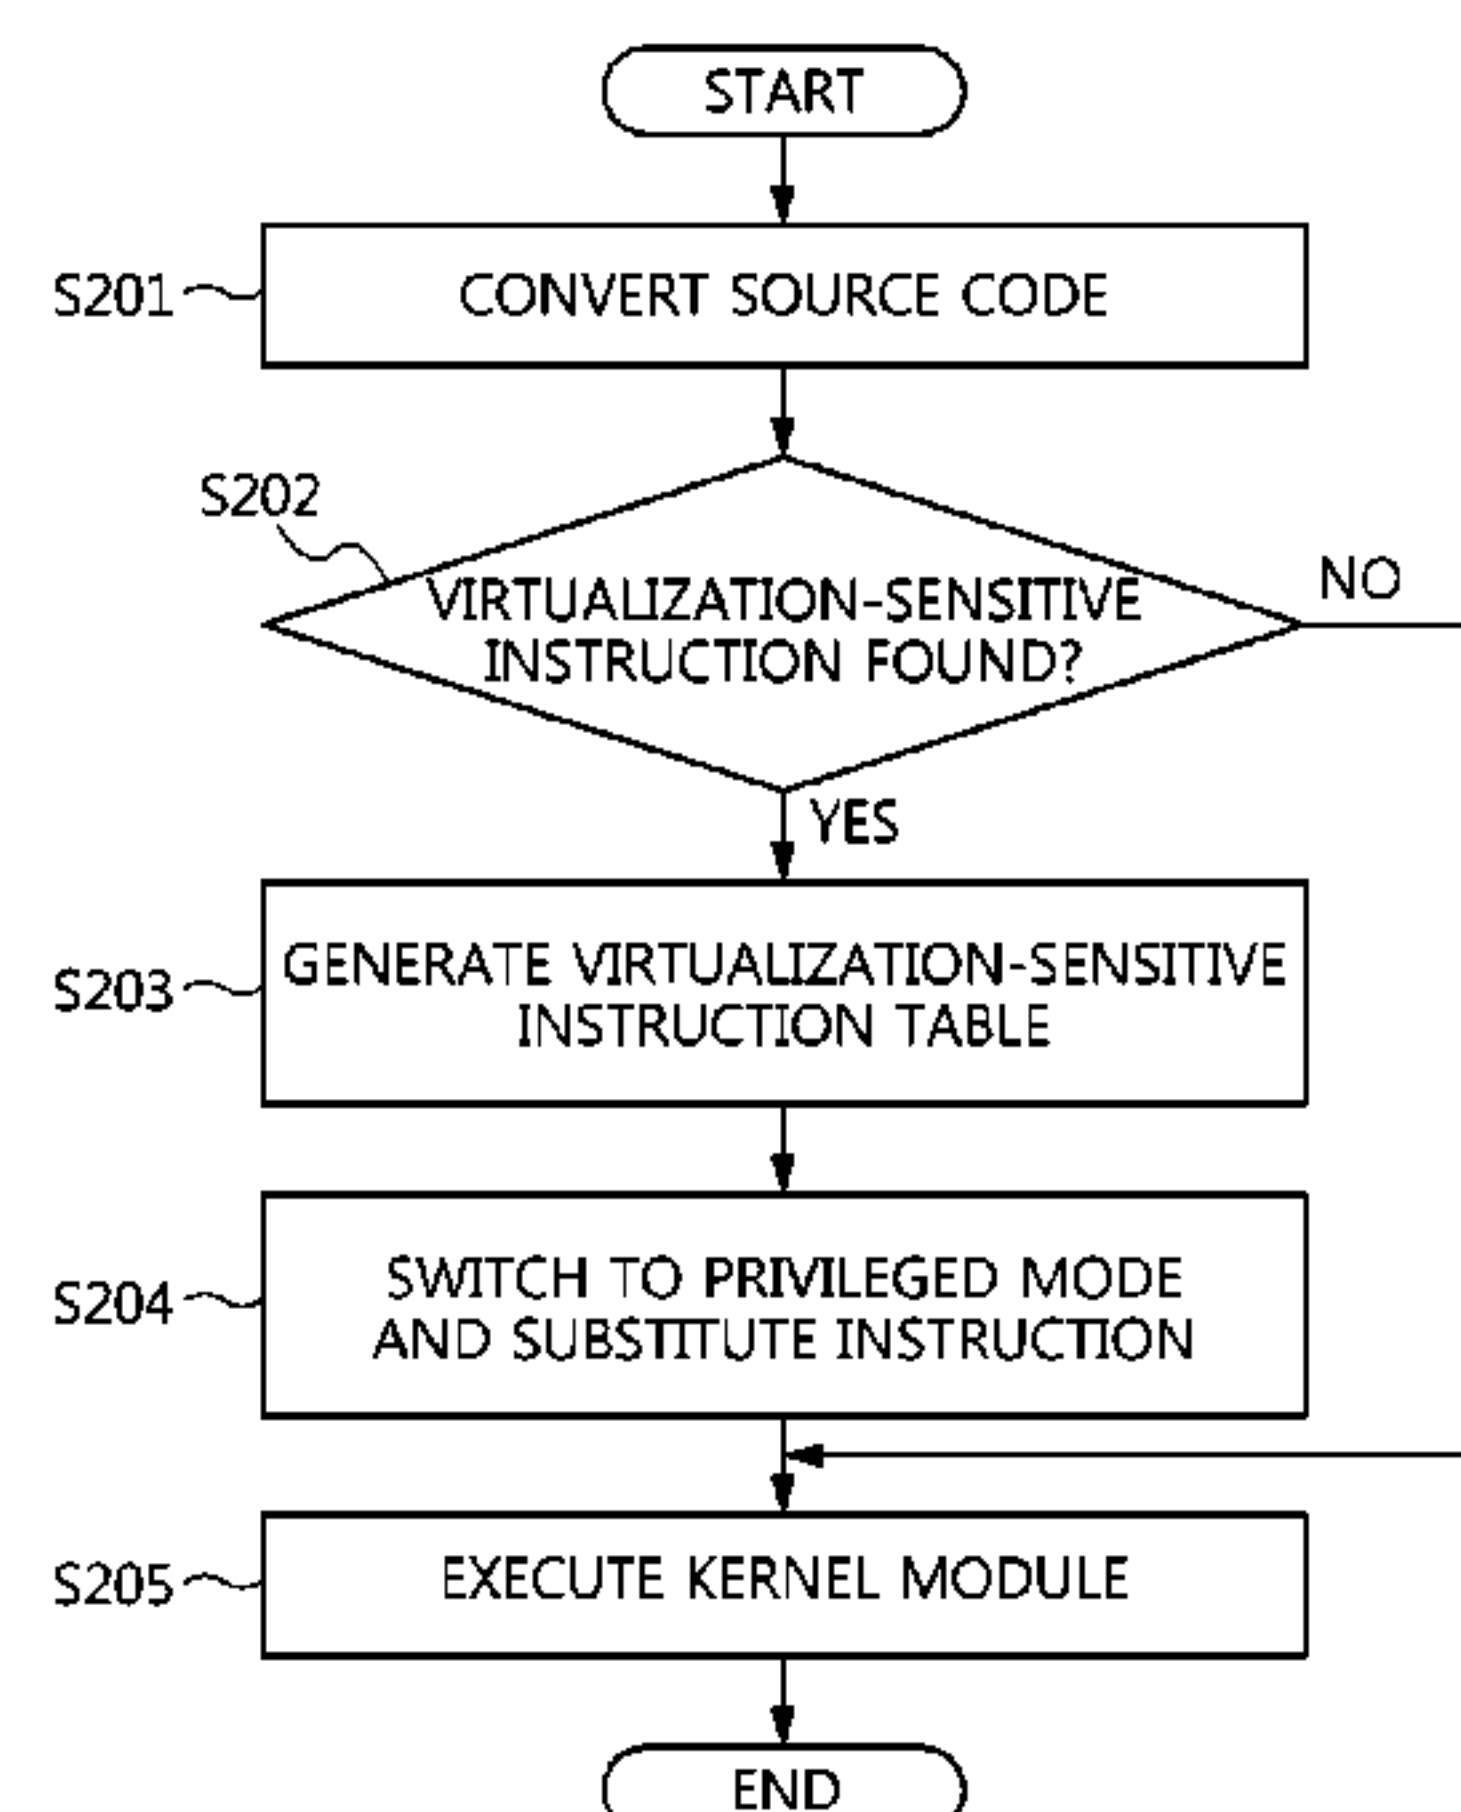 START
S201
CONVERT SOURCE CODE
S202
VIRTUALIZATION-SENSITIVE
INSTRUCTION FOUND?
NO
YES
S203
GENERATE VIRTUALIZATION-SENSITIVE
INSTRUCTION TABLE
S204
SWITCH TO PRIVILEGED MODE
AND SUBSTITUTE INSTRUCTION
S205
EXECUTE KERNEL MODULE
END